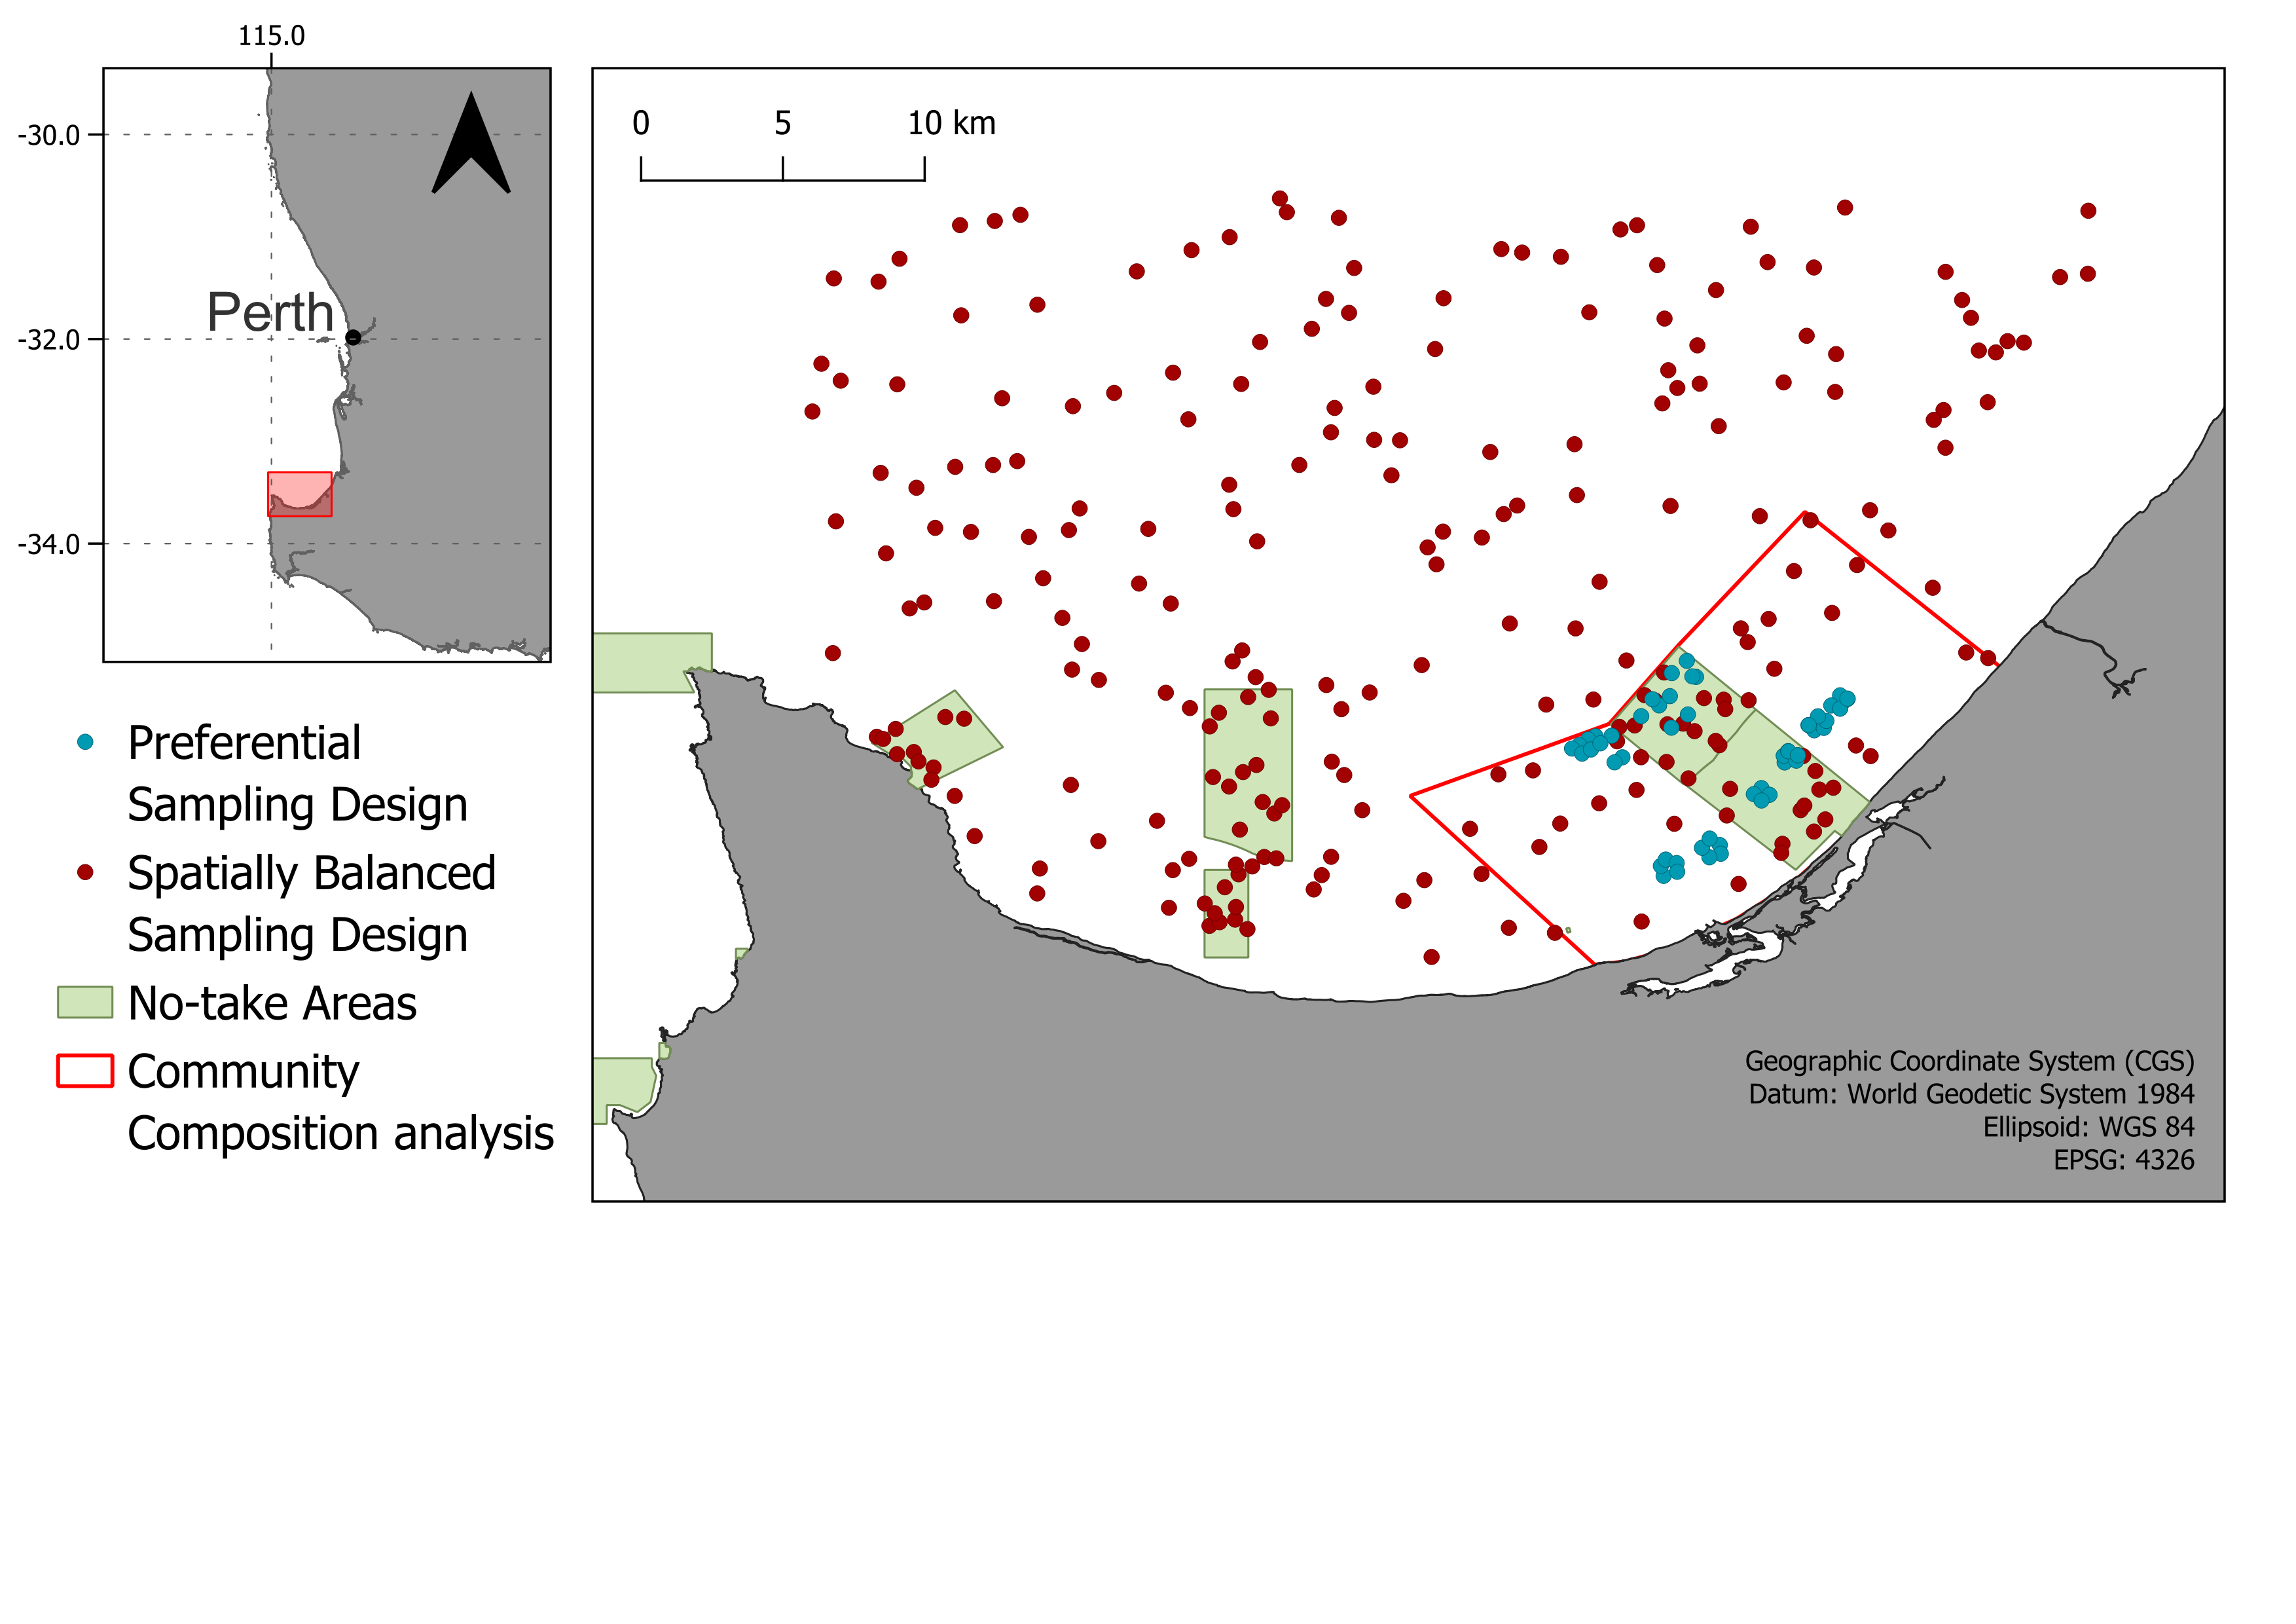 115.0
-30.0
-32.0
-34.0
Perth
0 5 10 km
Preferential
Sampling Design
Spatially Balanced
Sampling Design
No-take Areas
Community
Composition analysis
Geographic Coordinate System (CGS)
Datum: World Geodetic System 1984
Ellipsoid: WGS 84
EPSG: 4326